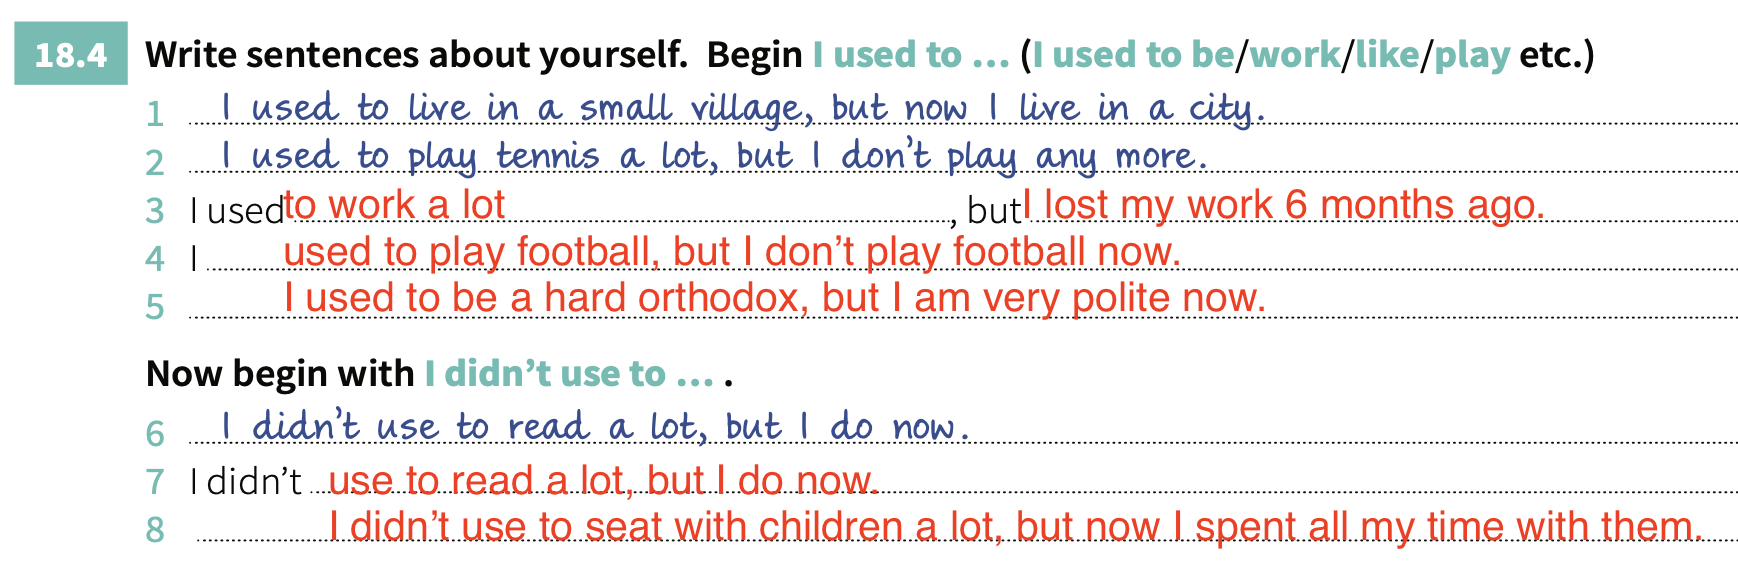 18.4 Write sentences about yourself. Begin I used to ... (I used to be/work/like/play etc.)
1 I used to live in a small village, but now I live in a city.
2 I used to play tennis a lot, but I don't play any more.
3 I used to work a lot, but I lost my work 6 months ago.
4 I used to play football, but I don't play football now.
5 I used to be a hard orthodox, but I am very polite now.
Now begin with I didn't use to ... .
6 I didn't use to read a lot, but I do now.
7 I didn't use to read a lot, but I do now.
8 I didn't use to seat with children a lot, but now I spent all my time with them.